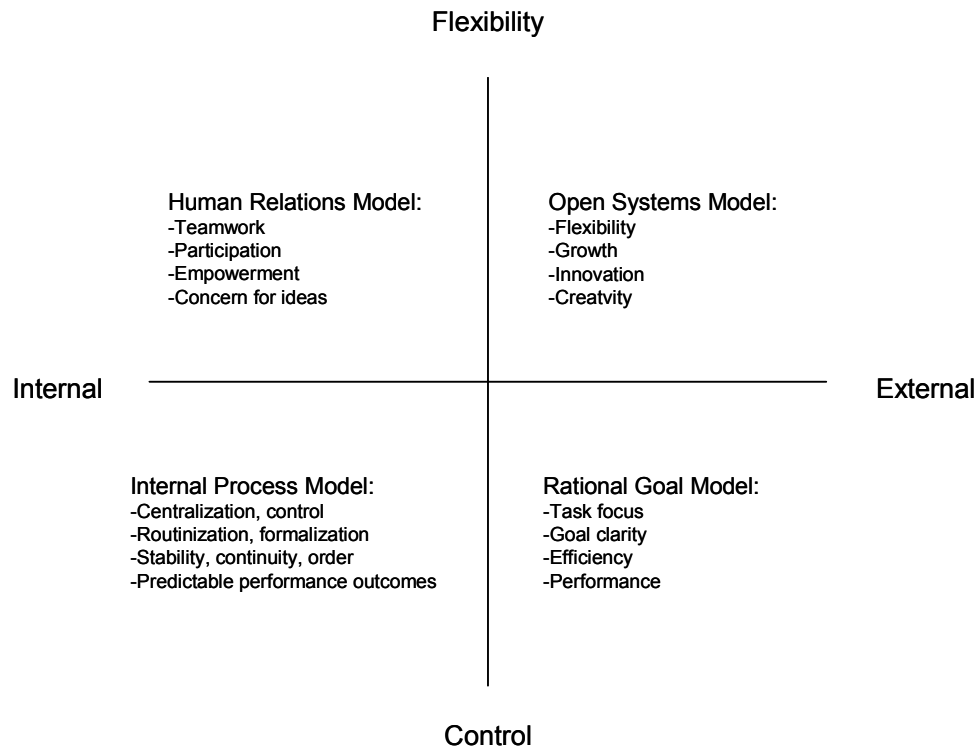 Flexibility
Human Relations Model:
-Teamwork
-Participation
-Empowerment
-Concern for ideas
Open Systems Model:
-Flexibility
-Growth
-Innovation
-Creatvity
Internal
External
Internal Process Model:
-Centralization, control
-Routinization, formalization
-Stability, continuity, order
-Predictable performance outcomes
Rational Goal Model:
-Task focus
-Goal clarity
-Efficiency
-Performance
Control